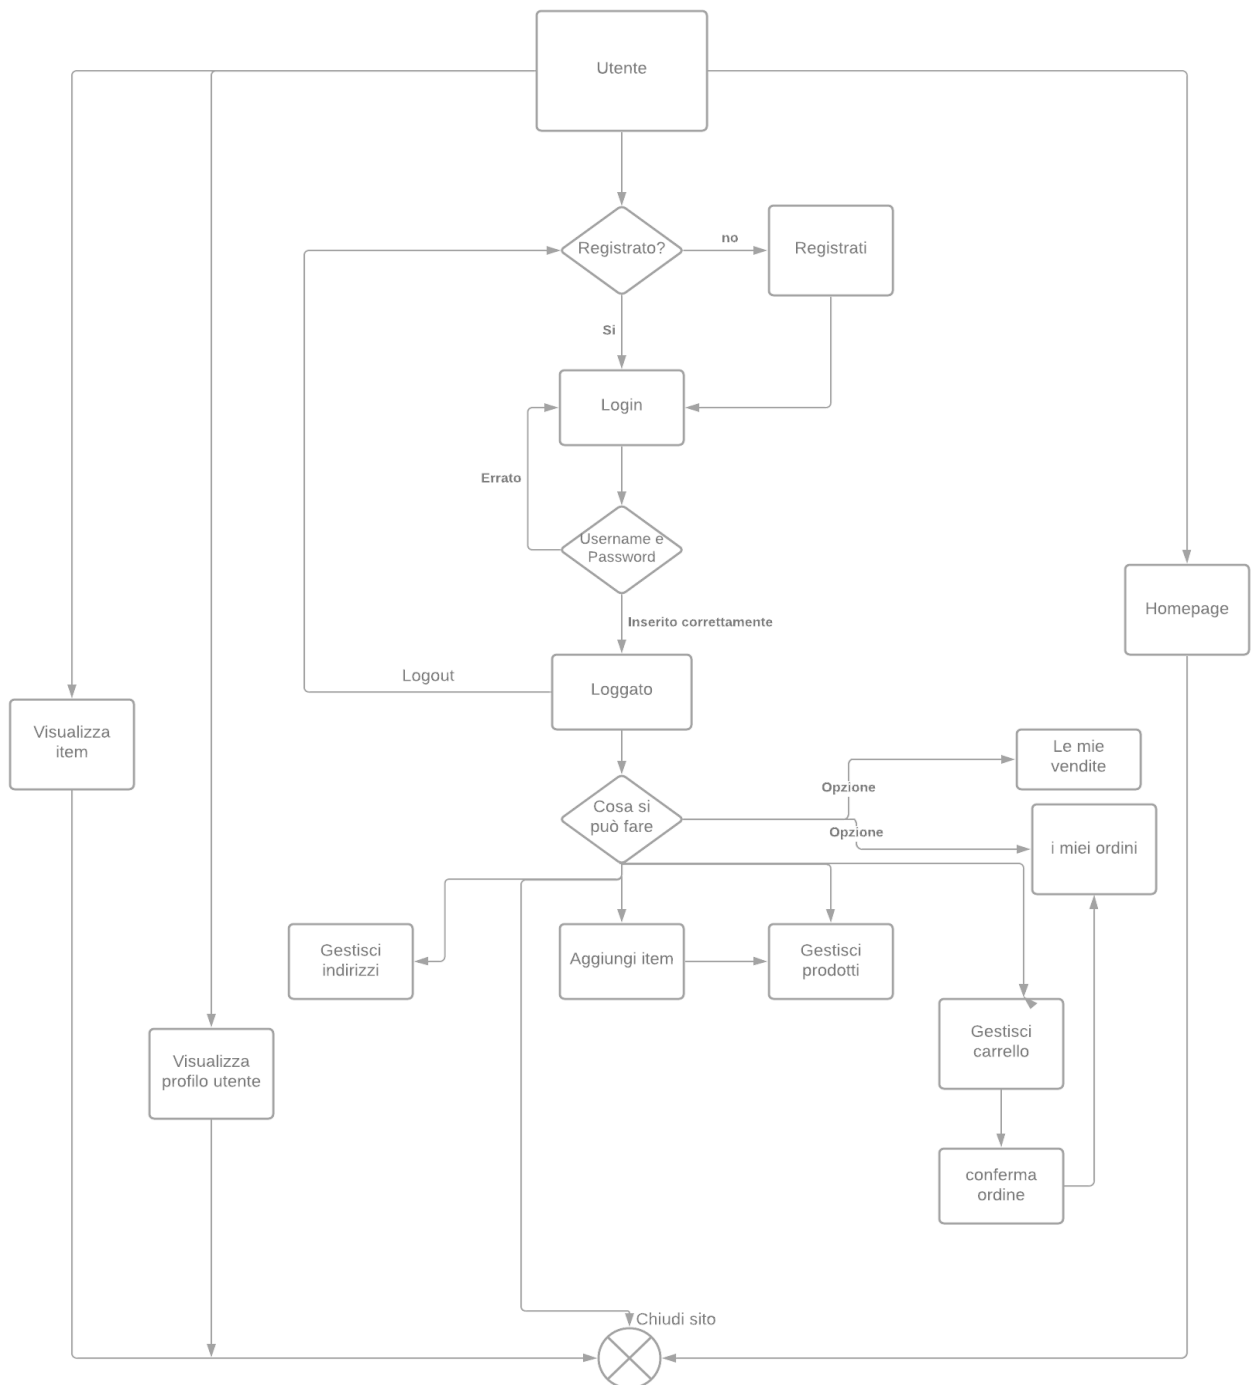 Utente
Registrato?
no
Registrati
Si
Login
Errato
Username e
Password
Inserito correttamente
Homepage
Logout
Loggato
Visualizza
item
Le mie
vendite
Opzione
Cosa si
può fare
Opzione
i miei ordini
Gestisci
indirizzi
Aggiungi item
Gestisci
prodotti
Gestisci
carrello
Visualizza
profilo utente
conferma
ordine
Chiudi sito